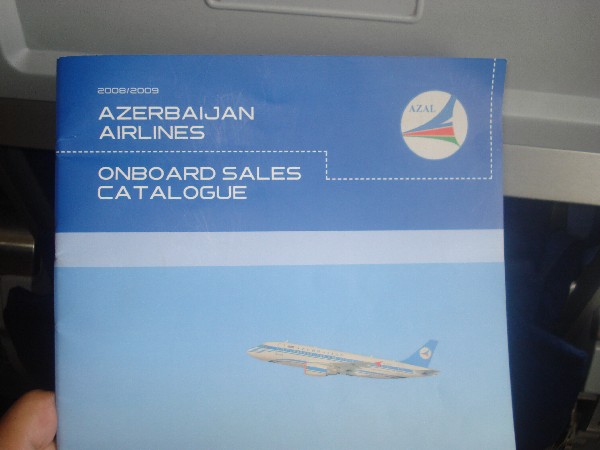 2008/2009
AZERBAIJAN
AIRLINES
AZAL
ONBOARD SALES
CATALOGUE